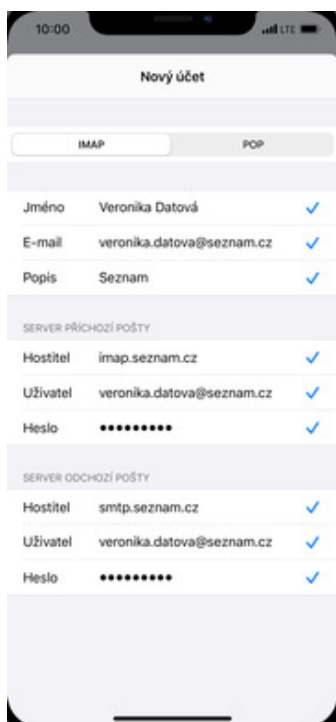 10:00 LTE
Nový účet
IMAP POP
Jméno Veronika Datová
E-mail veronika.datova@seznam.cz
Popis Seznam
SERVER PŘÍCHOZÍ POŠTY
Hostitel imap.seznam.cz
Uživatel veronika.datova@seznam.cz
Heslo •••••••••
SERVER ODCHOZÍ POŠTY
Hostitel smtp.seznam.cz
Uživatel veronika.datova@seznam.cz
Heslo •••••••••